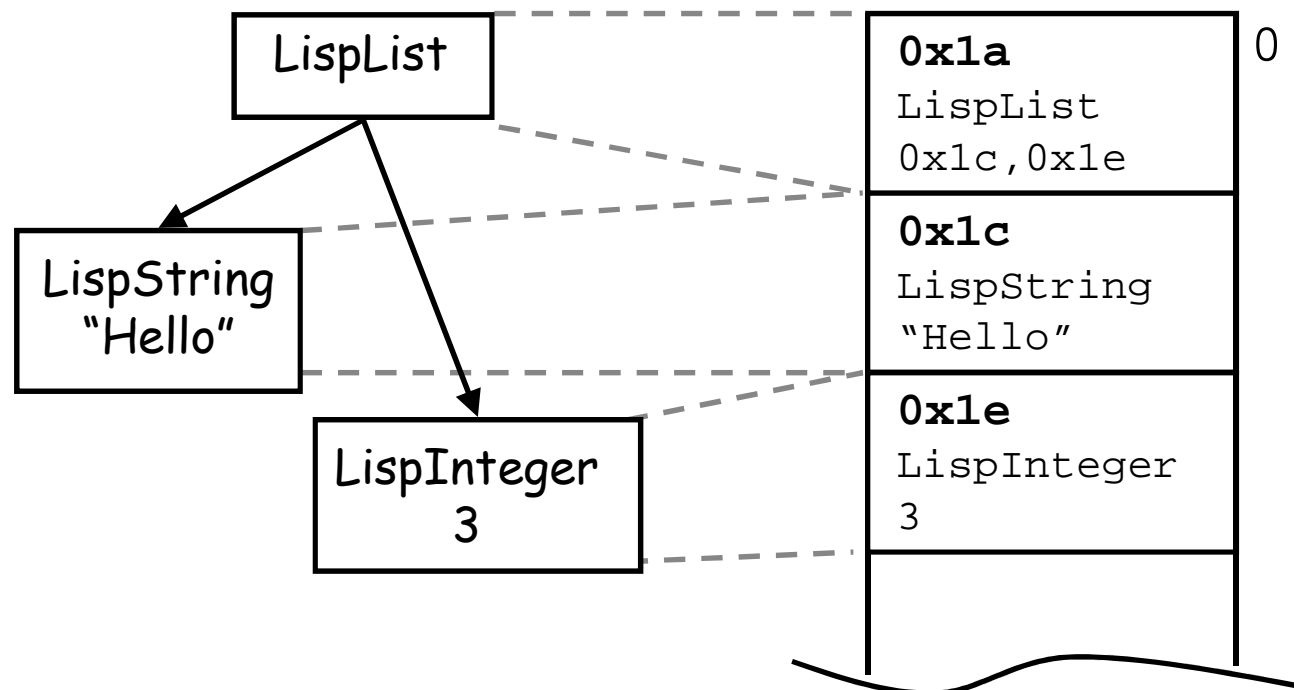 LispList
LispString
“Hello”
LispInteger
3
0x1a
LispList
0x1c,0x1e
0
0x1c
LispString
“Hello”
0x1e
LispInteger
3